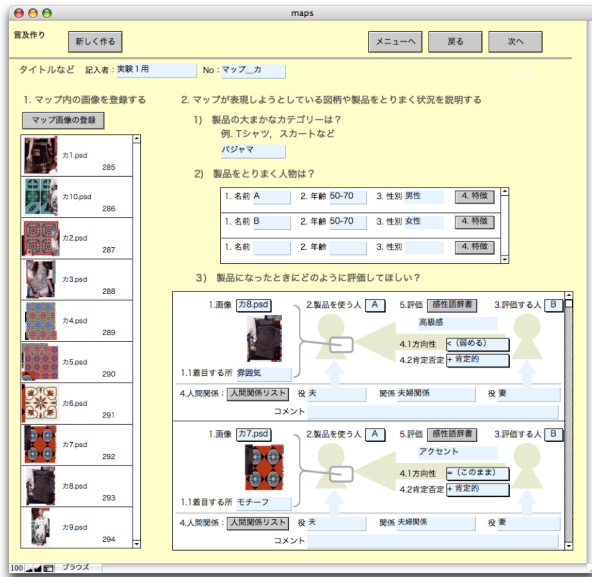 maps
言及作り 新しく作る メニューへ 戻る 次へ
タイトルなど 記入者：実験1用 No：マップ__カ
1. マップ内の画像を登録する
マップ画像の登録
カ1.psd 285
カ10.psd 286
カ2.psd 287
カ3.psd 288
カ4.psd 289
カ5.psd 290
カ6.psd 291
カ7.psd 292
カ8.psd 293
カ9.psd 294
2. マップが表現しようとしている図柄や製品をとりまく状況を説明する
1) 製品の大まかなカテゴリーは？
例. Tシャツ，スカートなど
パジャマ
2) 製品をとりまく人物は？
1. 名前 A 2. 年齢 50-70 3. 性別 男性 4. 特徴
1. 名前 B 2. 年齢 50-70 3. 性別 女性 4. 特徴
1. 名前 2. 年齢 3. 性別 4. 特徴
3) 製品になったときにどのように評価してほしい？
1.画像 カ8.psd 2.製品を使う人 A 5.評価 感性語辞書 3.評価する人 B
高級感
4.1方向性 <（弱める）
4.2肯定否定 + 肯定的
1.1着目する所 雰囲気
4.人間関係： 人間関係リスト 役 夫 関係 夫婦関係 役 妻
コメント
1.画像 カ7.psd 2.製品を使う人 A 5.評価 感性語辞書 3.評価する人 B
アクセント
4.1方向性 =（このまま）
4.2肯定否定 + 肯定的
1.1着目する所 モチーフ
4.人間関係： 人間関係リスト 役 夫 関係 夫婦関係 役 妻
コメント
100 ブラウズ